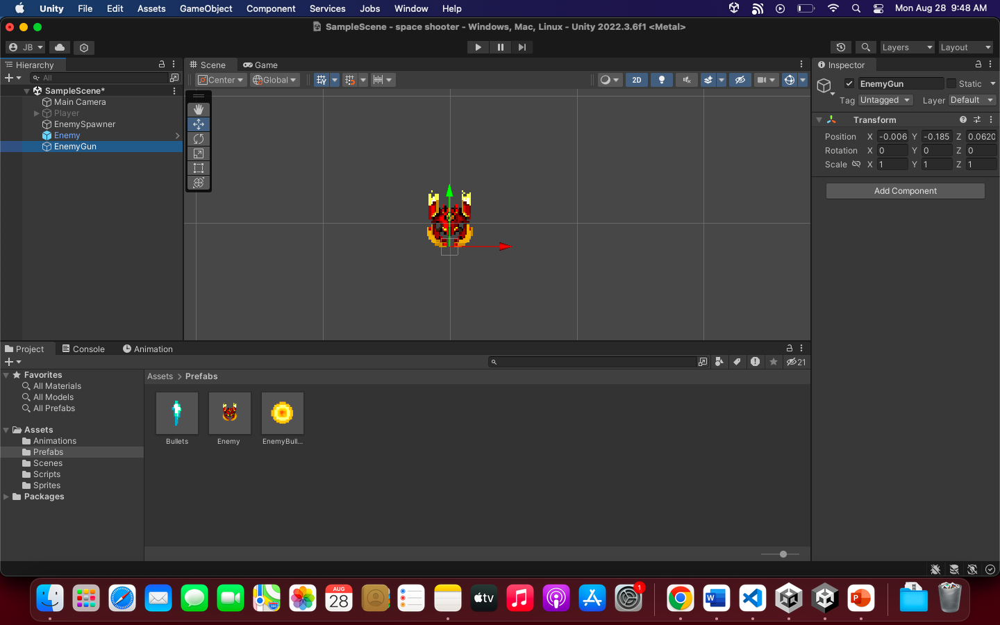 Unity File Edit Assets GameObject Component Services Jobs Window Help Mon Aug 28 9:48 AM
SampleScene - space shooter - Windows, Mac, Linux - Unity 2022.3.6f1 <Metal>
JB Layers Layout
Hierarchy
All
SampleScene*
Main Camera
Player
EnemySpawner
Enemy
EnemyGun
Scene Game
Center Global 2D
Inspector
EnemyGun Static
Tag Untagged Layer Default
Transform
Position X -0.006 Y -0.185 Z 0.0620
Rotation X 0 Y 0 Z 0
Scale X 1 Y 1 Z 1
Add Component
Project Console Animation
21
Favorites
All Materials
All Models
All Prefabs
Assets
Animations
Prefabs
Scenes
Scripts
Sprites
Packages
Assets > Prefabs
Bullets Enemy EnemyBull...
AUG
28
tv
1
W
P